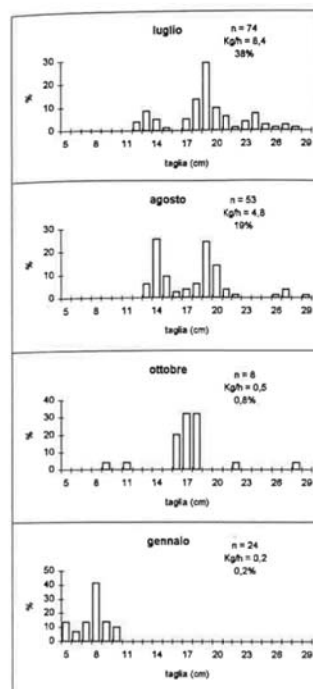 luglio
n = 74
Kg/h = 8,4
38%
30
20
10
0
%
5 8 11 14 17 20 23 26 29
taglia (cm)
agosto
n = 53
Kg/h = 4,8
19%
30
20
10
0
%
5 8 11 14 17 20 23 26 29
taglia (cm)
ottobre
n = 6
Kg/h = 0,5
0,8%
40
30
20
10
0
%
5 8 11 14 17 20 23 26 29
taglia (cm)
gennaio
n = 24
Kg/h = 0,2
0,2%
50
40
30
20
10
0
%
5 8 11 14 17 20 23 26 29
taglia (cm)